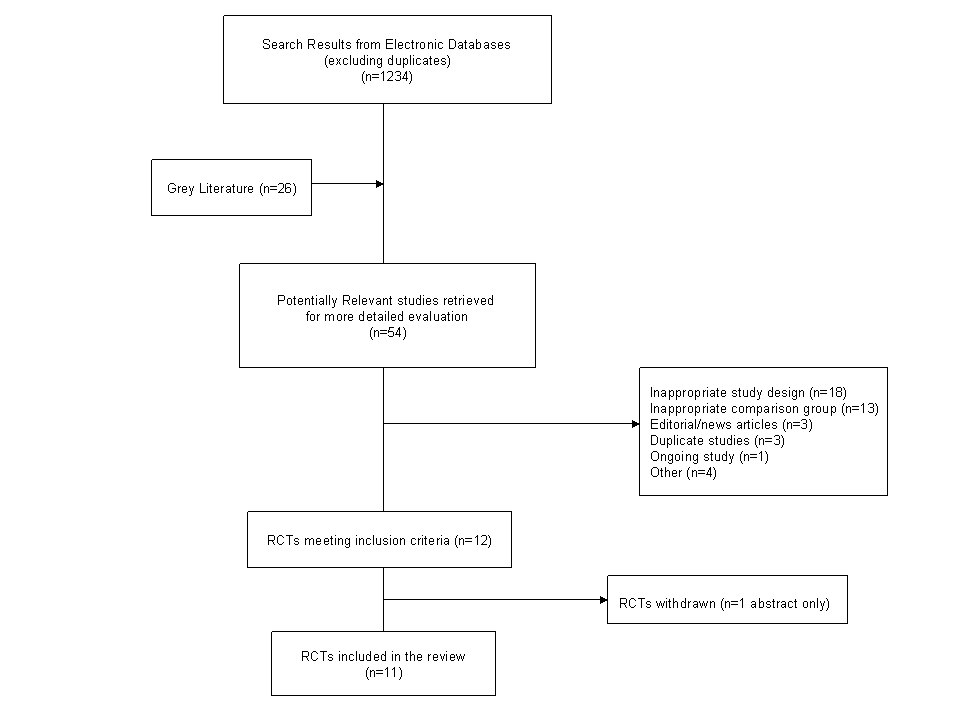 Search Results from Electronic Databases
(excluding duplicates)
(n=1234)
Grey Literature (n=26)
Potentially Relevant studies retrieved
for more detailed evaluation
(n=54)
Inappropriate study design (n=18)
Inappropriate comparison group (n=13)
Editorial/news articles (n=3)
Duplicate studies (n=3)
Ongoing study (n=1)
Other (n=4)
RCTs meeting inclusion criteria (n=12)
RCTs withdrawn (n=1 abstract only)
RCTs included in the review
(n=11)